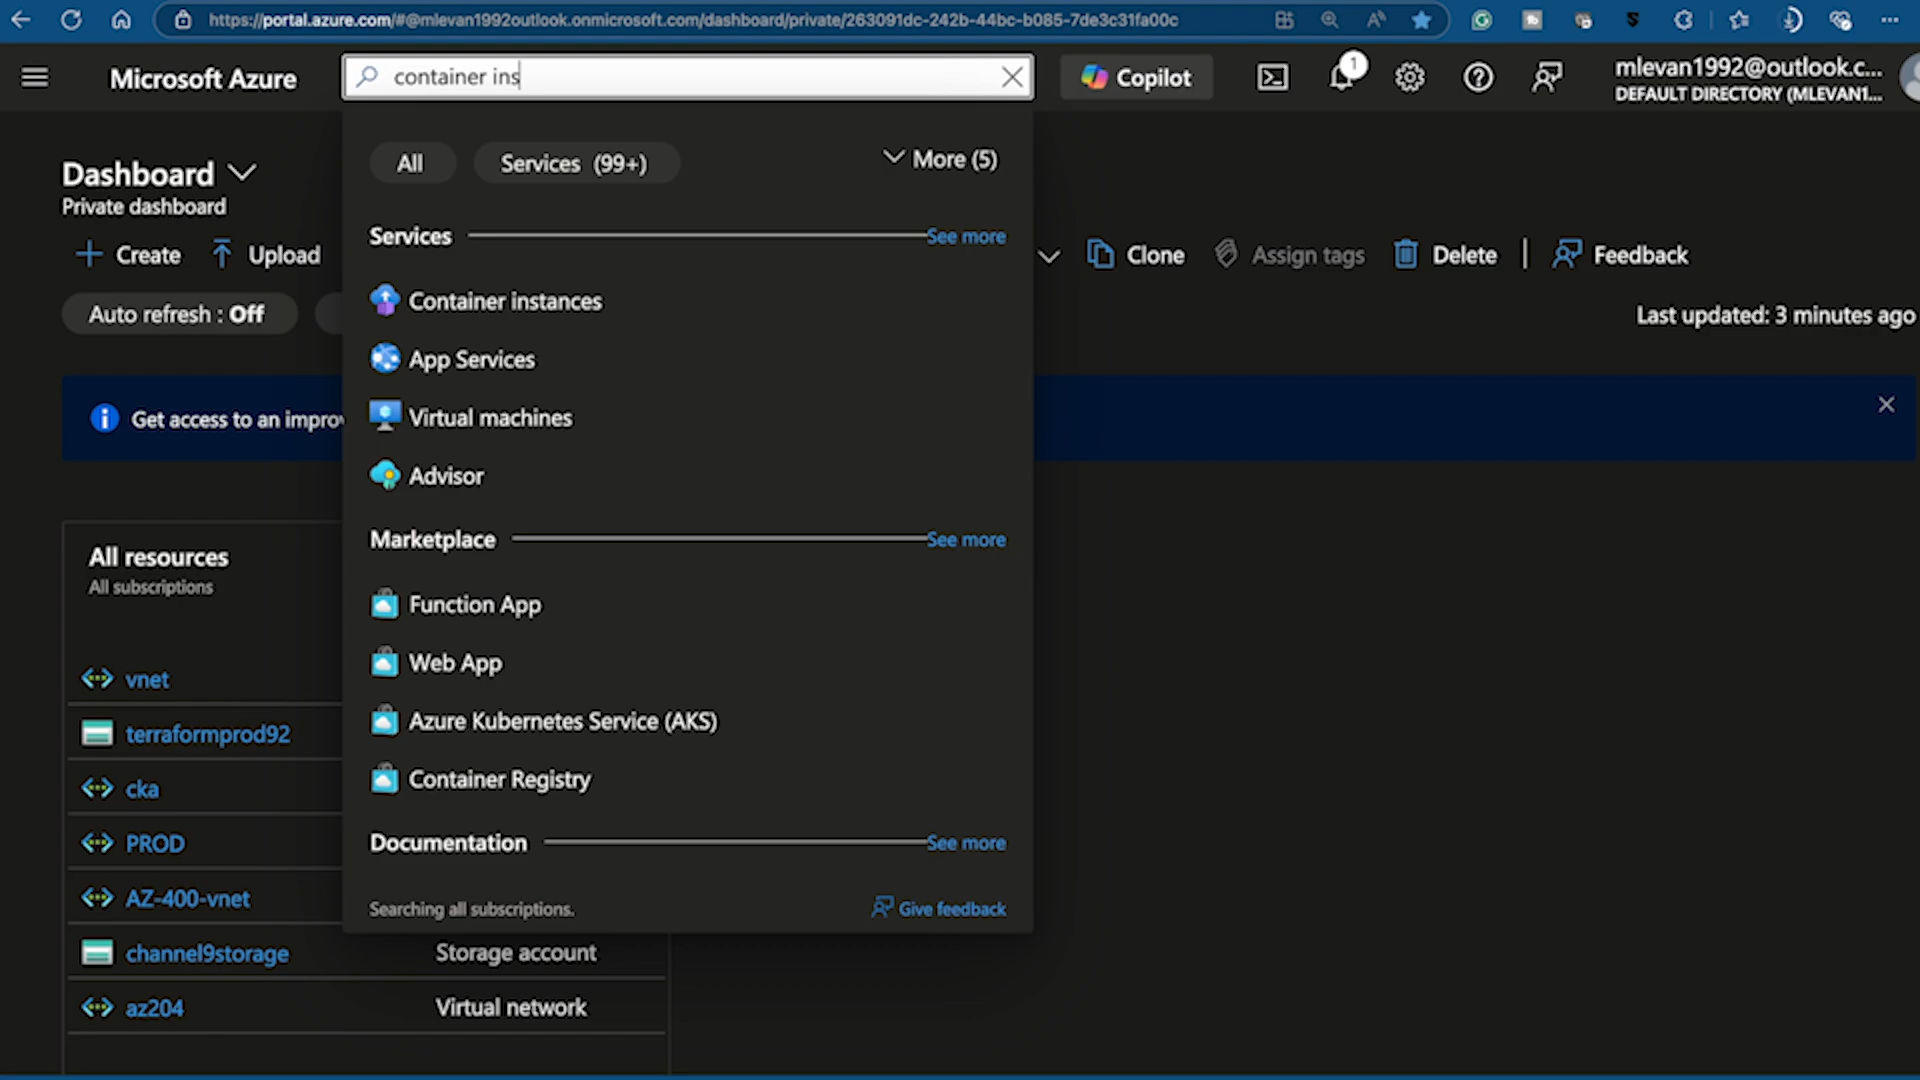 https://portal.azure.com/#@mlevan1992outlook.onmicrosoft.com/dashboard/private/263091dc-242b-44bc-b085-7de3c31fa00c
Microsoft Azure
container ins
Copilot
1
mlevan1992@outlook.c...
DEFAULT DIRECTORY (MLEVAN1...
All
Services (99+)
More (5)
Dashboard
Private dashboard
Create
Upload
Clone
Assign tags
Delete
Feedback
Auto refresh : Off
Last updated: 3 minutes ago
Get access to an impro
Services
See more
Container instances
App Services
Virtual machines
Advisor
Marketplace
See more
Function App
Web App
Azure Kubernetes Service (AKS)
Container Registry
Documentation
See more
Searching all subscriptions.
Give feedback
All resources
All subscriptions
vnet
terraformprod92
cka
PROD
AZ-400-vnet
channel9storage Storage account
az204 Virtual network